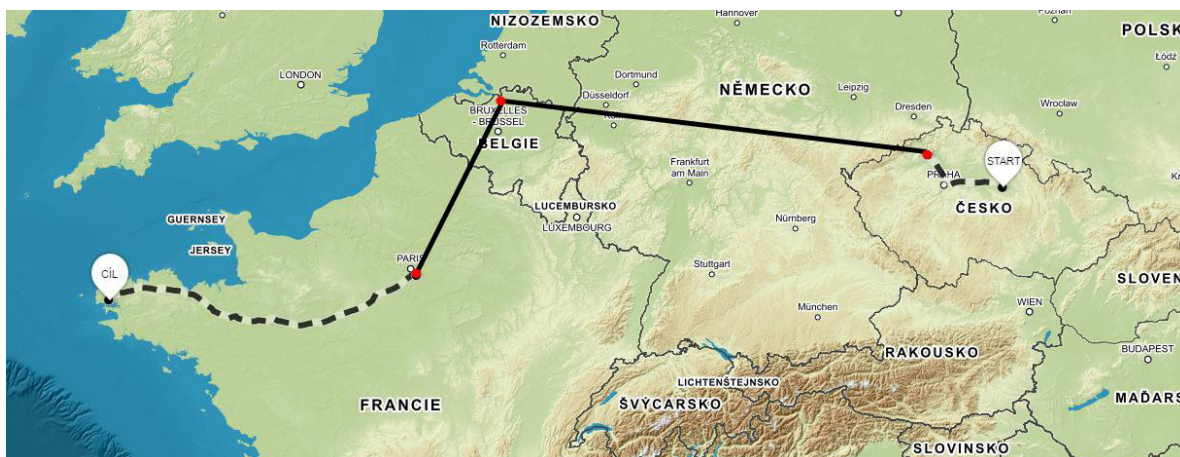 NIZOZEMSKO
Hannover
Poznań
POLSK
Łódź
Rotterdam
LONDON
Dortmund
Düsseldorf
NĚMECKO
Leipzig
Dresden
Wrocław
BRUXELLES
- BRUSSEL
BELGIE
START
Frankfurt
am Main
PRAHA
ČESKO
LUCEMBURSKO
LUXEMBOURG
GUERNSEY
Nürnberg
JERSEY
PARIS
CÍL
Stuttgart
SLOVEN
München
WIEN
RAKOUSKO
BUDAPEST
LICHTENŠTEJNSKO
MAĎARS
FRANCIE
ŠVÝCARSKO
SLOVINSKO